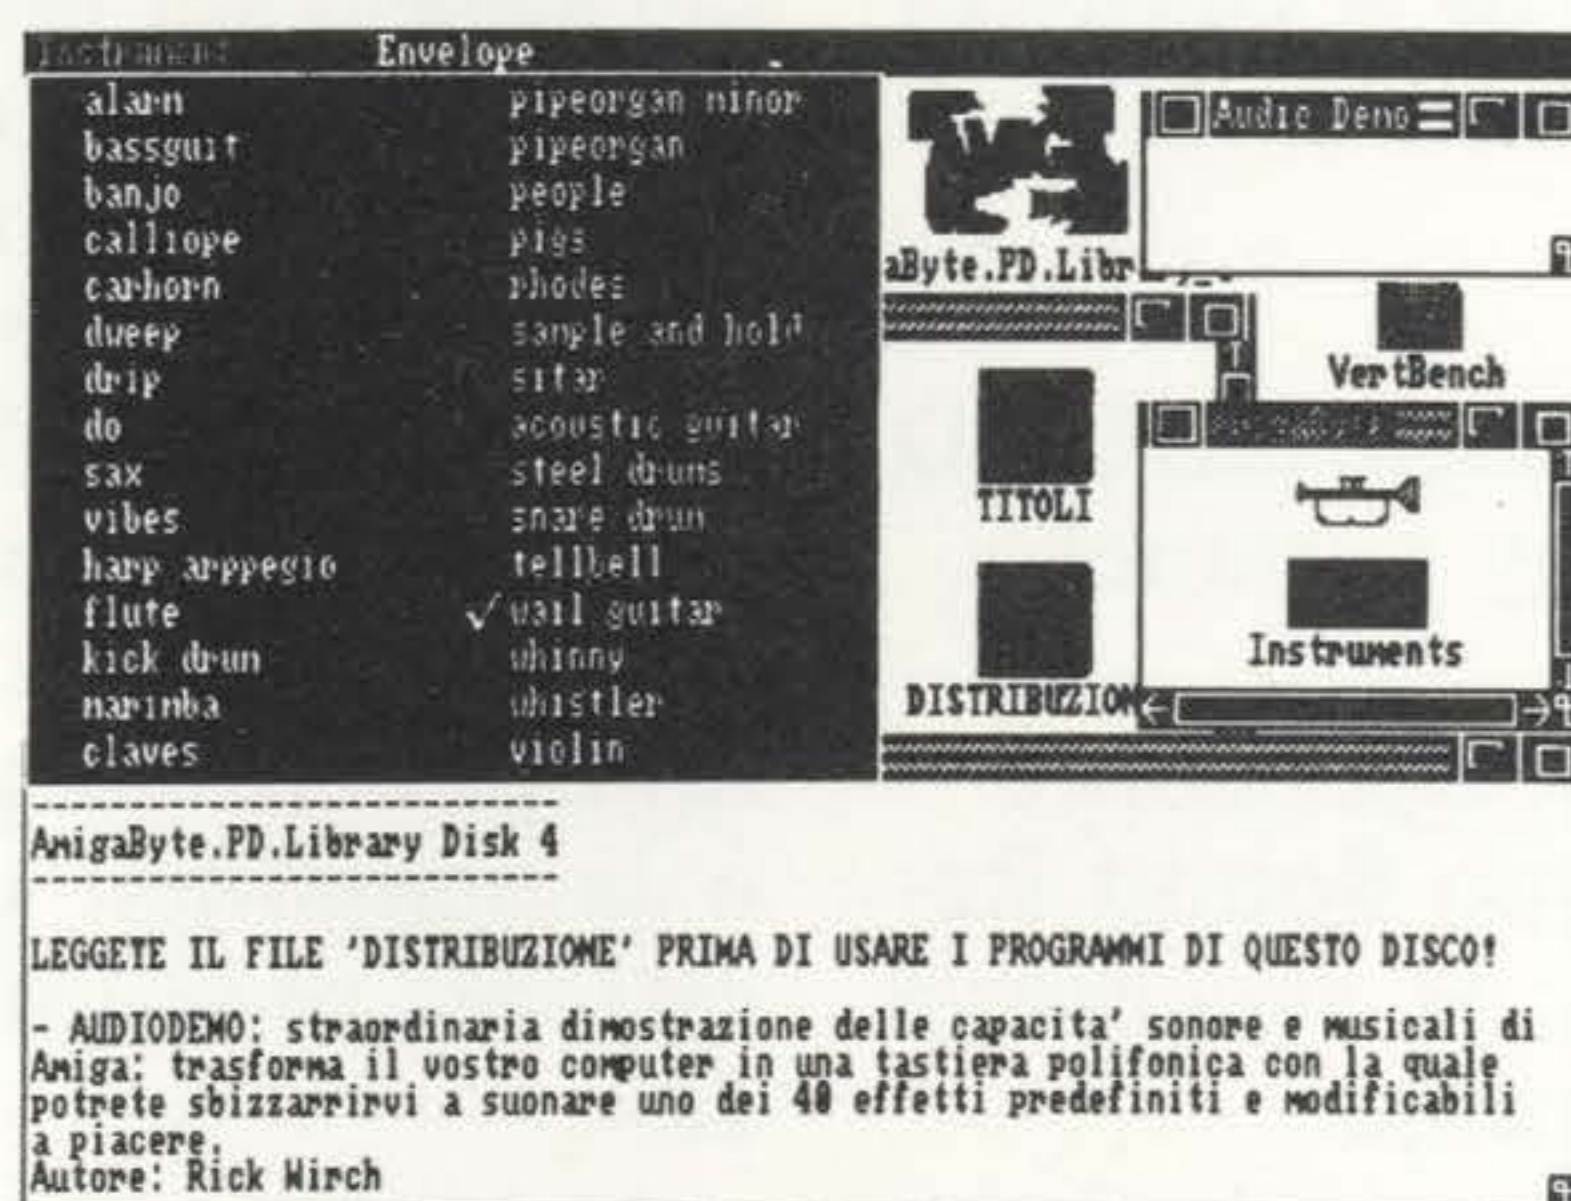 Instrument Envelope
alarm pipeorgan minor
bassguit pipeorgan
banjo people
calliope pigs
carhorn rhodes
dweep sample and hold
drip sitar
do acoustic guitar
sax steel drums
vibes snare drum
harp arppegio tellbell
flute ✓ wail guitar
kick drum whinny
marimba whistler
claves violin
aByte.PD.Libr
Audio Demo
VertBench
TITOLI
DISTRIBUZION
Instruments
AmigaByte.PD.Library Disk 4
LEGGETE IL FILE 'DISTRIBUZIONE' PRIMA DI USARE I PROGRAMMI DI QUESTO DISCO!
- AUDIODEMO: straordinaria dimostrazione delle capacita' sonore e musicali di
Amiga: trasforma il vostro computer in una tastiera polifonica con la quale
potrete sbizzarrirvi a suonare uno dei 40 effetti predefiniti e modificabili
a piacere.
Autore: Rick Wirch